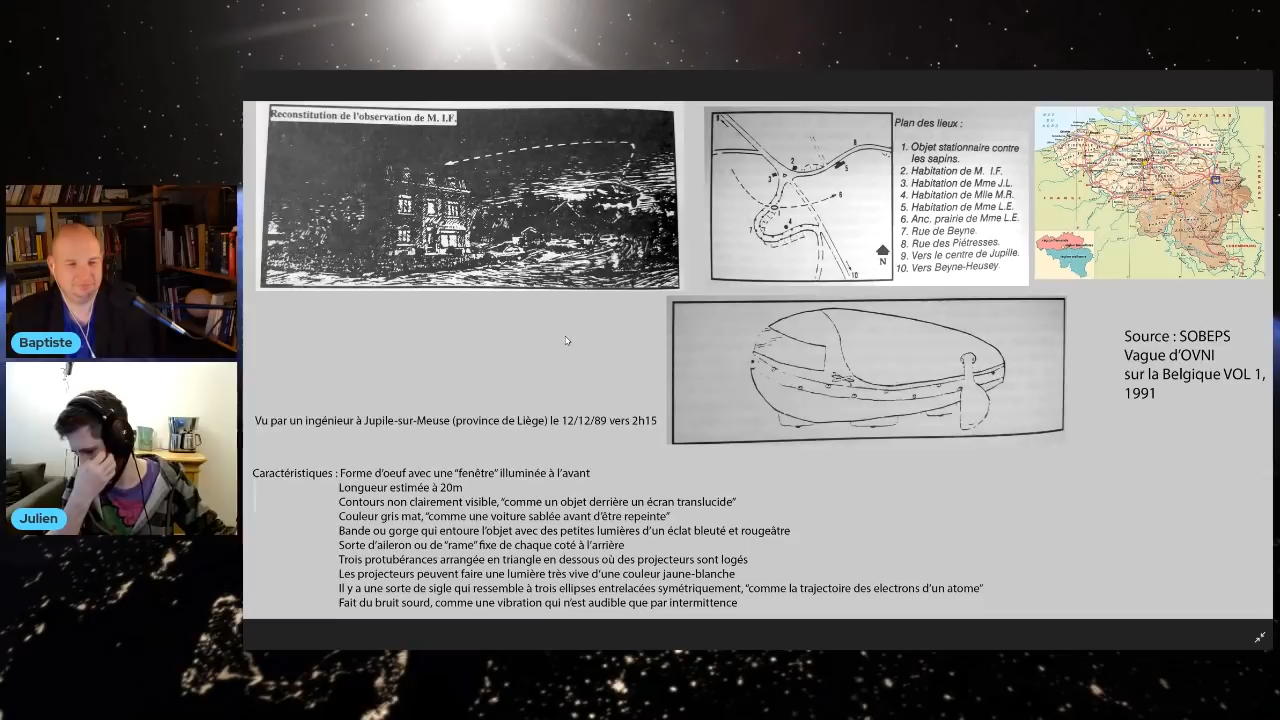 Reconstitution de l'observation de M. I.F.
Plan des lieux :
1. Objet stationnaire contre
les sapins.
2. Habitation de M. I.F.
3. Habitation de Mme J.L.
4. Habitation de Mlle M.R.
5. Habitation de Mme L.E.
6. Anc. prairie de Mme L.E.
7. Rue de Beyne.
8. Rue des Piétresses.
9. Vers le centre de Jupille.
10. Vers Beyne-Heusey
2
8
5
3
6
4
7
10
N
Baptiste
Julien
Source : SOBEPS
Vague d'OVNI
sur la Belgique VOL 1,
1991
Vu par un ingénieur à Jupile-sur-Meuse (province de Liège) le 12/12/89 vers 2h15
Caractéristiques : Forme d'oeuf avec une "fenêtre" illuminée à l'avant
Longueur estimée à 20m
Contours non clairement visible, "comme un objet derrière un écran translucide"
Couleur gris mat, "comme une voiture sablée avant d'être repeinte"
Bande ou gorge qui entoure l'objet avec des petites lumières d'un éclat bleuté et rougeâtre
Sorte d'aileron ou de "rame" fixe de chaque coté à l'arrière
Trois protubérances arrangée en triangle en dessous où des projecteurs sont logés
Les projecteurs peuvent faire une lumière très vive d'une couleur jaune-blanche
Il y a une sorte de sigle qui ressemble à trois ellipses entrelacées symétriquement, "comme la trajectoire des electrons d'un atome"
Fait du bruit sourd, comme une vibration qui n'est audible que par intermittence